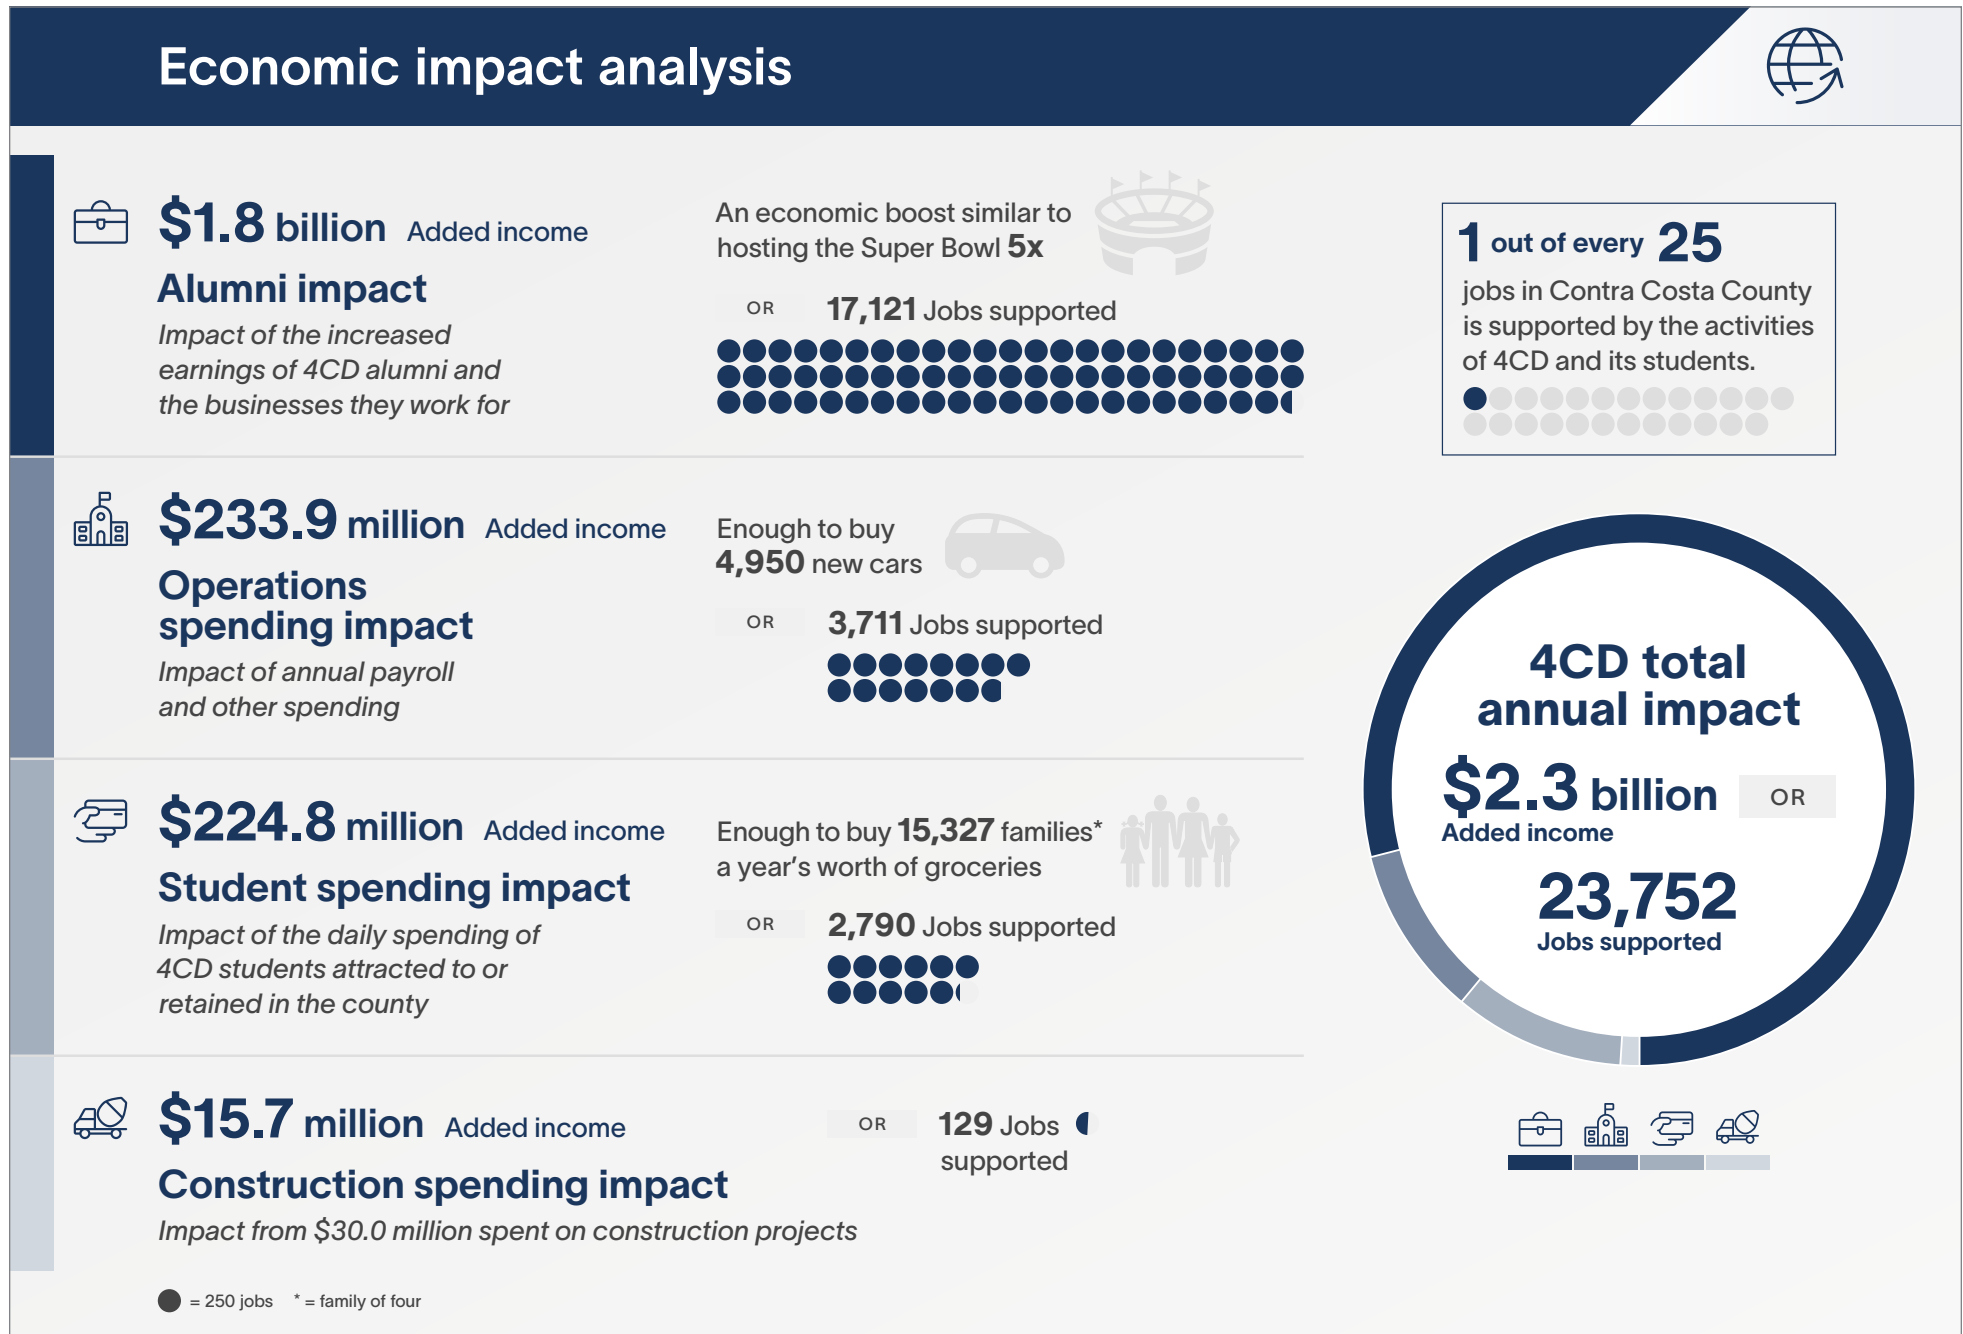 Economic impact analysis
$1.8 billion Added income
Alumni impact
Impact of the increased
earnings of 4CD alumni and
the businesses they work for
An economic boost similar to
hosting the Super Bowl 5x
OR 17,121 Jobs supported
1 out of every 25
jobs in Contra Costa County
is supported by the activities
of 4CD and its students.
$233.9 million Added income
Operations
spending impact
Impact of annual payroll
and other spending
Enough to buy
4,950 new cars
OR 3,711 Jobs supported
$224.8 million Added income
Student spending impact
Impact of the daily spending of
4CD students attracted to or
retained in the county
Enough to buy 15,327 families*
a year's worth of groceries
OR 2,790 Jobs supported
$15.7 million Added income
Construction spending impact
Impact from $30.0 million spent on construction projects
OR 129 Jobs
supported
4CD total
annual impact
$2.3 billion OR
Added income
23,752
Jobs supported
= 250 jobs * = family of four